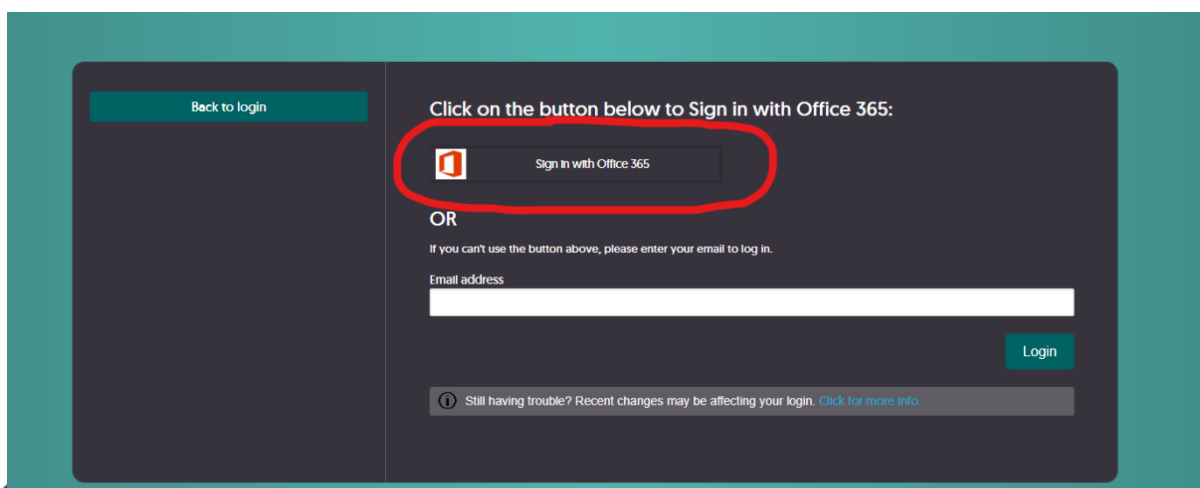 Back to login
Click on the button below to Sign in with Office 365:
Sign in with Office 365
OR
If you can't use the button above, please enter your email to log in.
Email address
Login
Still having trouble? Recent changes may be affecting your login. Click for more info.